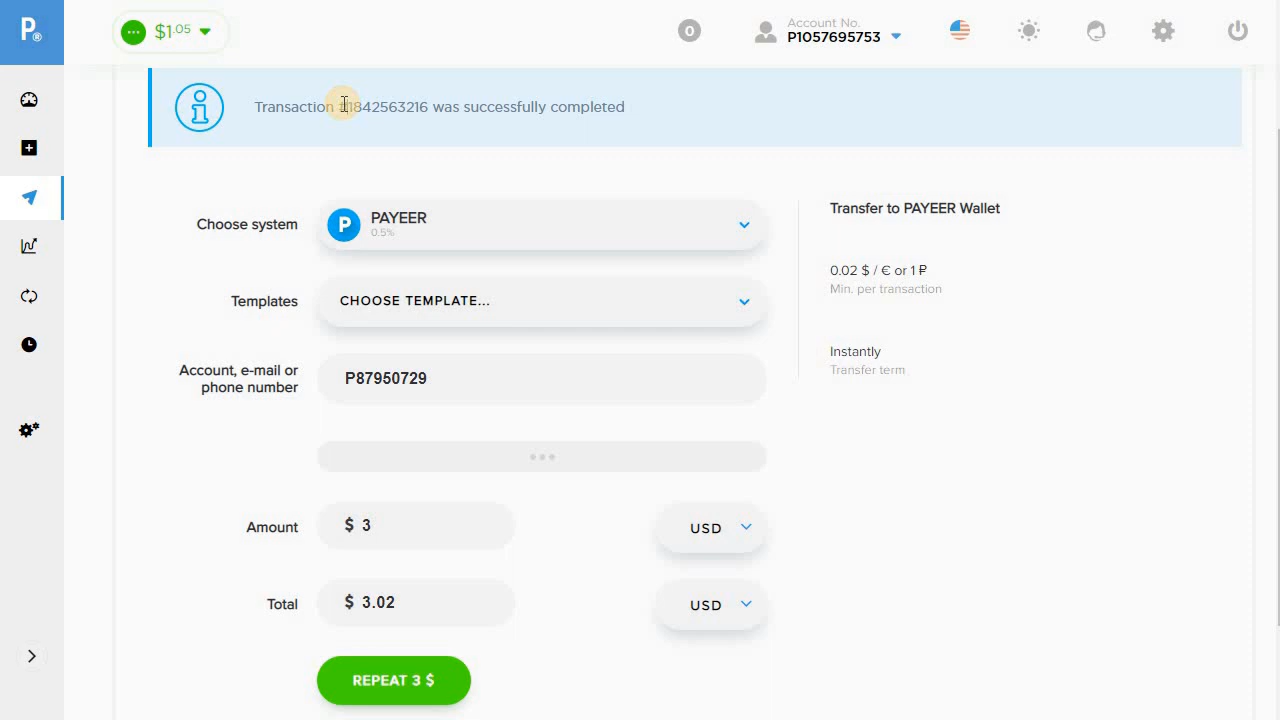 P®
$1.05
0
Account No.
P1057695753
Transaction #1842563216 was successfully completed
Choose system
PAYEER
0.5%
Transfer to PAYEER Wallet
Templates
CHOOSE TEMPLATE...
0.02 $ / € or 1 ₽
Min. per transaction
Account, e-mail or
phone number
P87950729
Instantly
Transfer term
Amount
$ 3
USD
Total
$ 3.02
USD
REPEAT 3 $